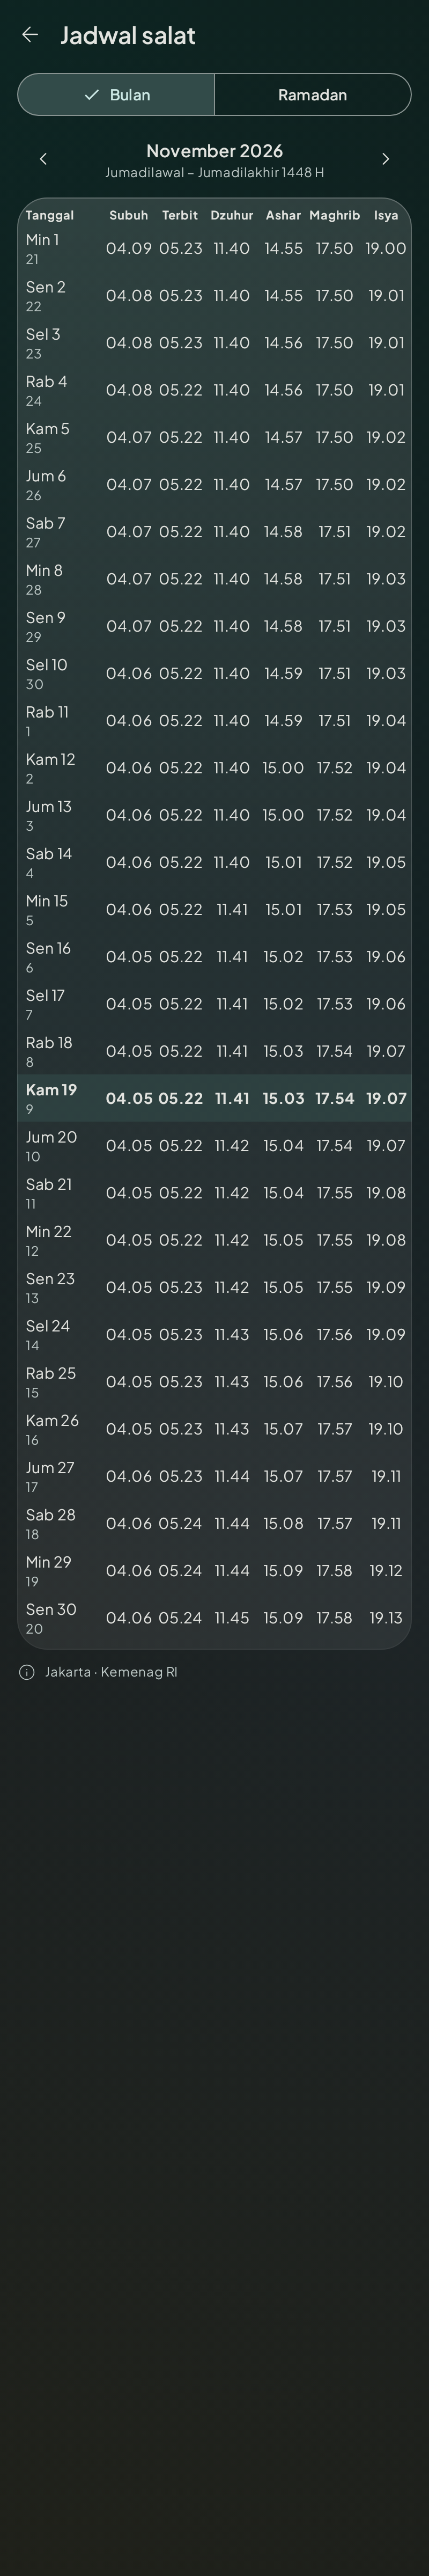 Jadwal salat
Bulan Ramadan
November 2026
Jumadilawal – Jumadilakhir 1448 H
Tanggal Subuh Terbit Dzuhur Ashar Maghrib Isya
Min 1 04.09 05.23 11.40 14.55 17.50 19.00
21
Sen 2 04.08 05.23 11.40 14.55 17.50 19.01
22
Sel 3 04.08 05.23 11.40 14.56 17.50 19.01
23
Rab 4 04.08 05.22 11.40 14.56 17.50 19.01
24
Kam 5 04.07 05.22 11.40 14.57 17.50 19.02
25
Jum 6 04.07 05.22 11.40 14.57 17.50 19.02
26
Sab 7 04.07 05.22 11.40 14.58 17.51 19.02
27
Min 8 04.07 05.22 11.40 14.58 17.51 19.03
28
Sen 9 04.07 05.22 11.40 14.58 17.51 19.03
29
Sel 10 04.06 05.22 11.40 14.59 17.51 19.03
30
Rab 11 04.06 05.22 11.40 14.59 17.51 19.04
1
Kam 12 04.06 05.22 11.40 15.00 17.52 19.04
2
Jum 13 04.06 05.22 11.40 15.00 17.52 19.04
3
Sab 14 04.06 05.22 11.40 15.01 17.52 19.05
4
Min 15 04.06 05.22 11.41 15.01 17.53 19.05
5
Sen 16 04.05 05.22 11.41 15.02 17.53 19.06
6
Sel 17 04.05 05.22 11.41 15.02 17.53 19.06
7
Rab 18 04.05 05.22 11.41 15.03 17.54 19.07
8
Kam 19 04.05 05.22 11.41 15.03 17.54 19.07
9
Jum 20 04.05 05.22 11.42 15.04 17.54 19.07
10
Sab 21 04.05 05.22 11.42 15.04 17.55 19.08
11
Min 22 04.05 05.22 11.42 15.05 17.55 19.08
12
Sen 23 04.05 05.23 11.42 15.05 17.55 19.09
13
Sel 24 04.05 05.23 11.43 15.06 17.56 19.09
14
Rab 25 04.05 05.23 11.43 15.06 17.56 19.10
15
Kam 26 04.05 05.23 11.43 15.07 17.57 19.10
16
Jum 27 04.06 05.23 11.44 15.07 17.57 19.11
17
Sab 28 04.06 05.24 11.44 15.08 17.57 19.11
18
Min 29 04.06 05.24 11.44 15.09 17.58 19.12
19
Sen 30 04.06 05.24 11.45 15.09 17.58 19.13
20
Jakarta · Kemenag RI